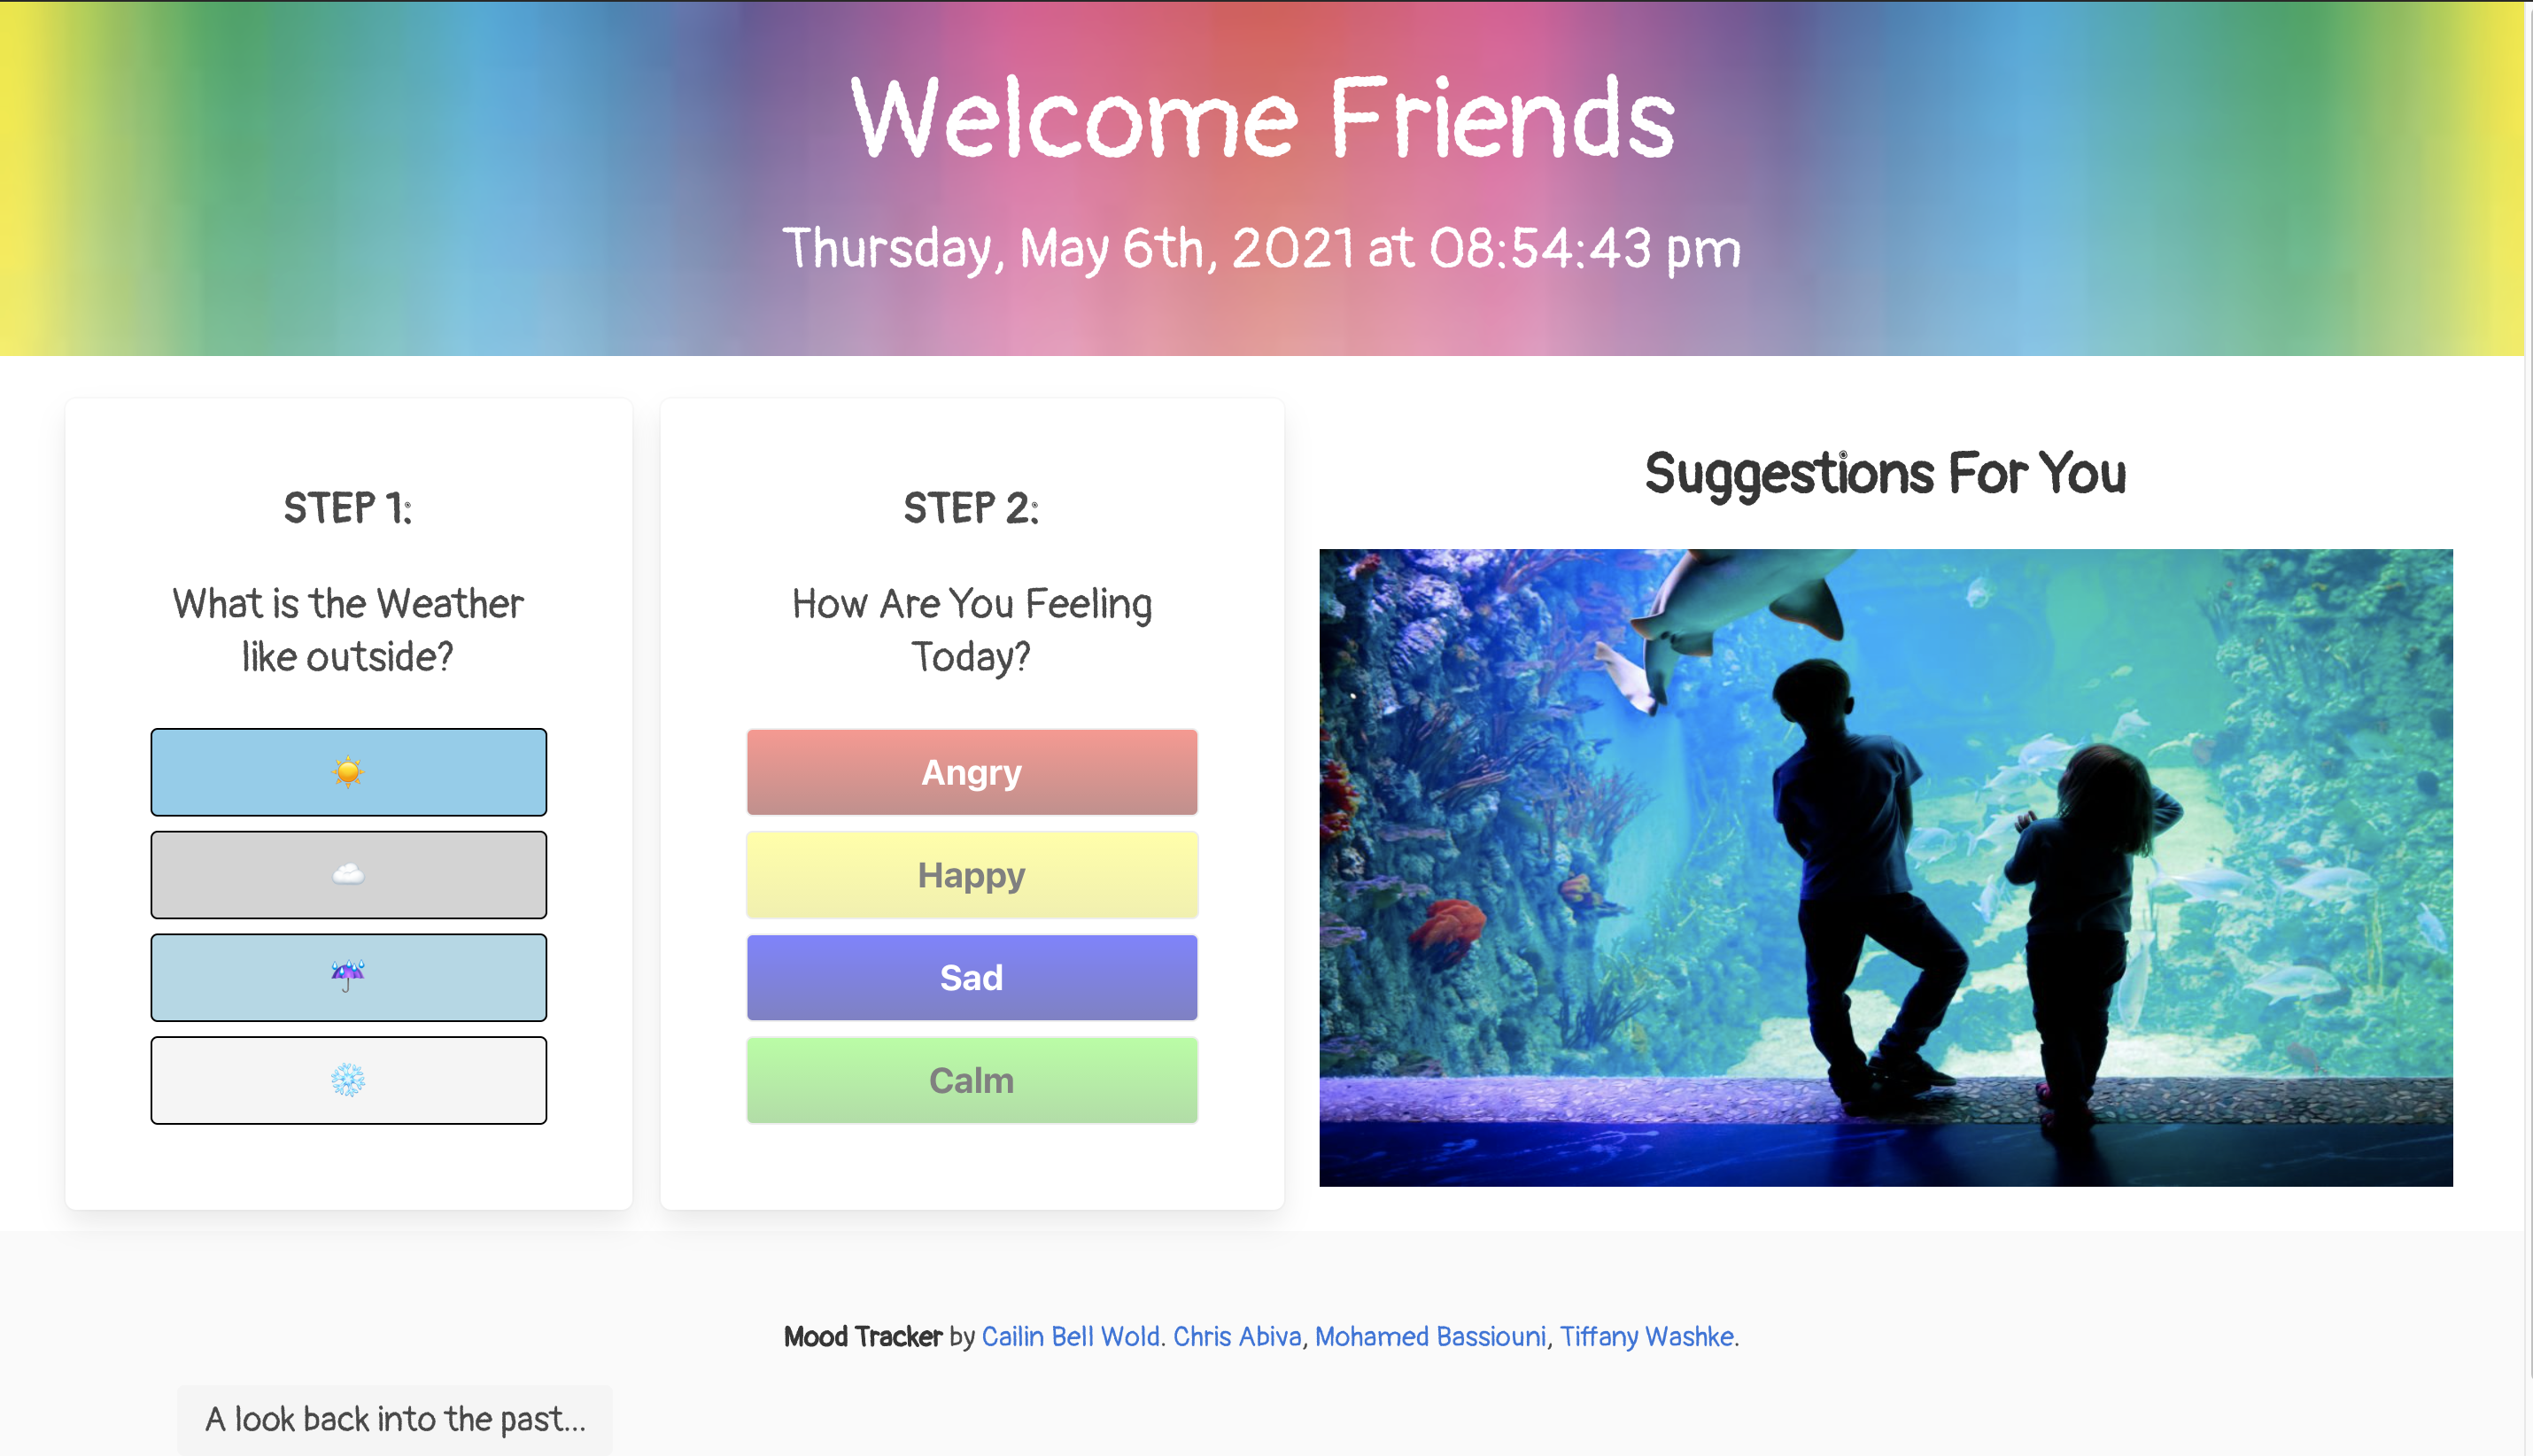 Welcome Friends
Thursday, May 6th, 2021 at 08:54:43 pm
STEP 1:
What is the Weather
like outside?
STEP 2:
How Are You Feeling
Today?
Angry
Happy
Sad
Calm
Suggestions For You
Mood Tracker by Cailin Bell Wold. Chris Abiva, Mohamed Bassiouni, Tiffany Washke.
A look back into the past...